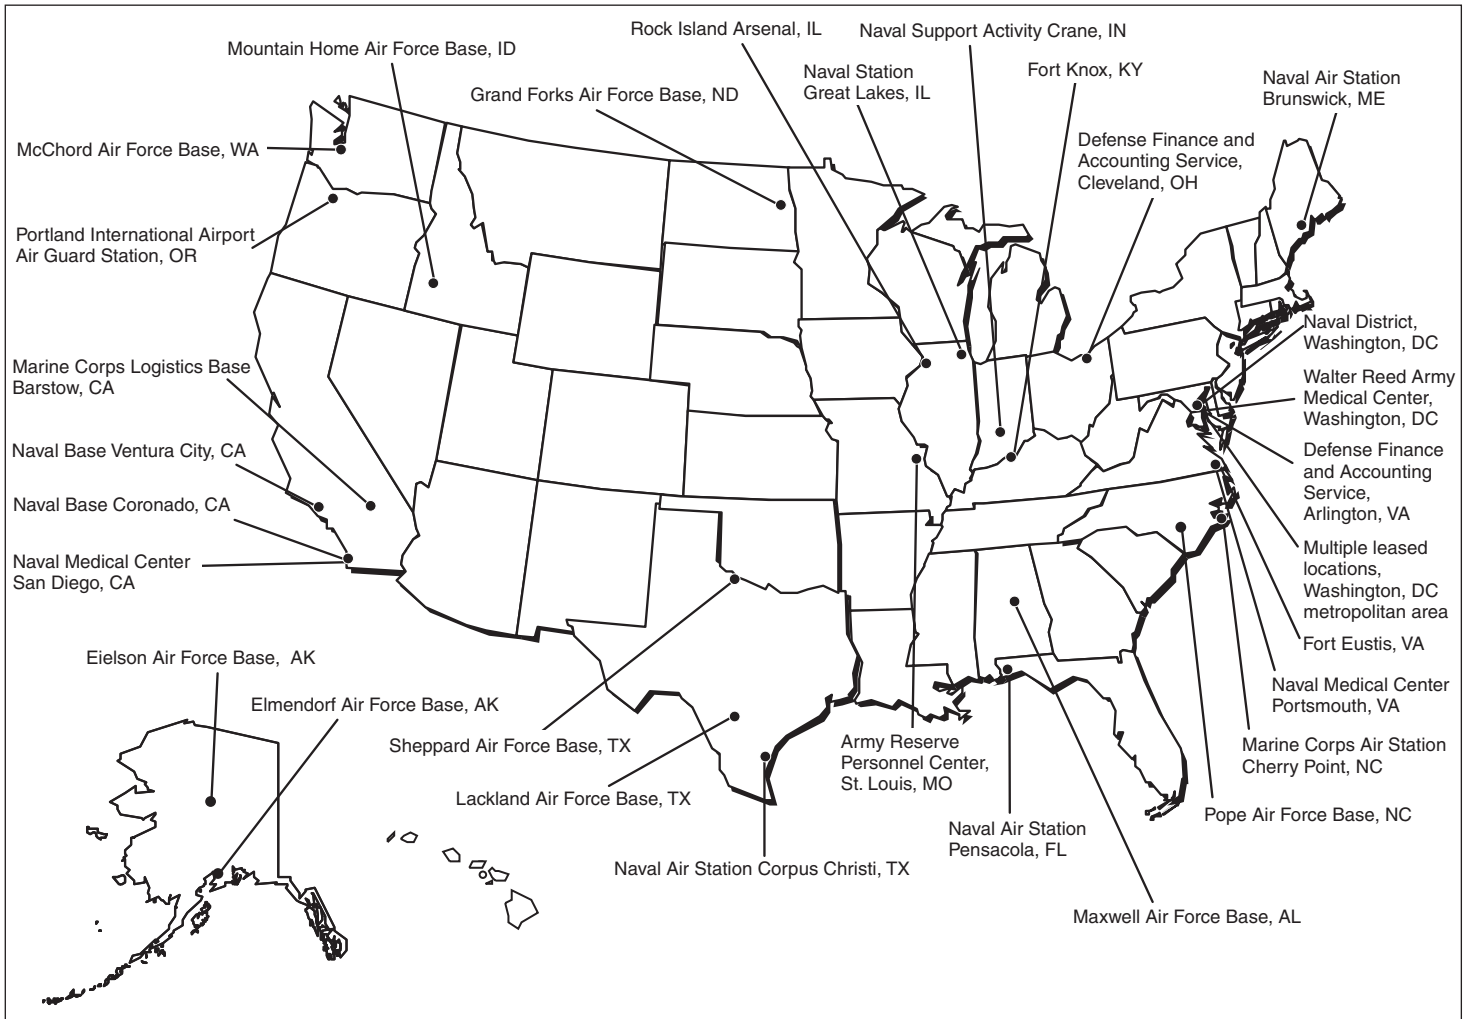 Rock Island Arsenal, IL
Naval Support Activity Crane, IN
Mountain Home Air Force Base, ID
Naval Station
Great Lakes, IL
Fort Knox, KY
Naval Air Station
Brunswick, ME
Grand Forks Air Force Base, ND
McChord Air Force Base, WA
Defense Finance and
Accounting Service,
Cleveland, OH
Portland International Airport
Air Guard Station, OR
Naval District,
Washington, DC
Marine Corps Logistics Base
Barstow, CA
Walter Reed Army
Medical Center,
Washington, DC
Naval Base Ventura City, CA
Defense Finance
and Accounting
Service,
Arlington, VA
Naval Base Coronado, CA
Naval Medical Center
San Diego, CA
Multiple leased
locations,
Washington, DC
metropolitan area
Fort Eustis, VA
Eielson Air Force Base, AK
Elmendorf Air Force Base, AK
Naval Medical Center
Portsmouth, VA
Sheppard Air Force Base, TX
Army Reserve
Personnel Center,
St. Louis, MO
Marine Corps Air Station
Cherry Point, NC
Lackland Air Force Base, TX
Pope Air Force Base, NC
Naval Air Station
Pensacola, FL
Naval Air Station Corpus Christi, TX
Maxwell Air Force Base, AL